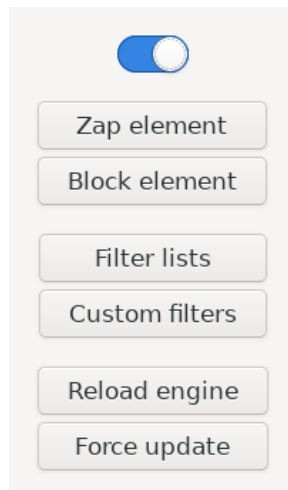 Zap element
Block element
Filter lists
Custom filters
Reload engine
Force update